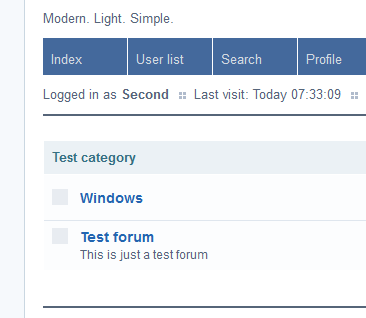 Modern. Light. Simple.
Index User list Search Profile
Logged in as Second Last visit: Today 07:33:09
Test category
Windows
Test forum
This is just a test forum